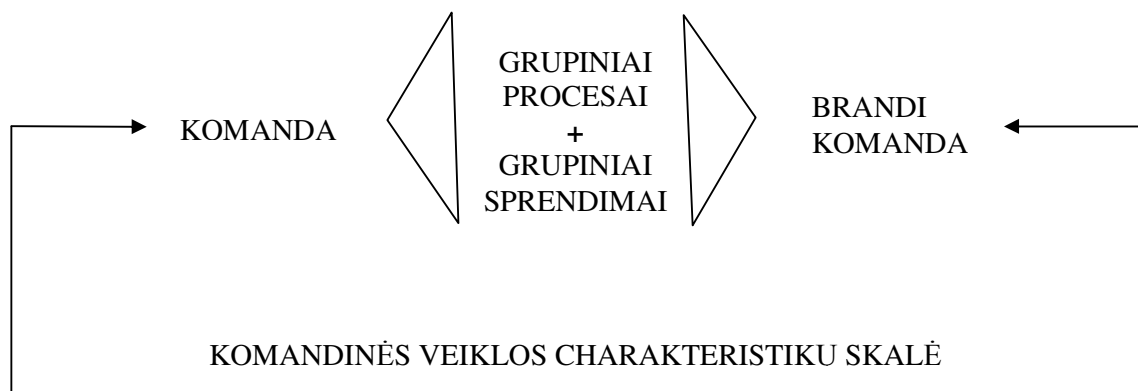 GRUPINIAI
PROCESAI
+
GRUPINIAI
SPRENDIMAI
KOMANDA
BRANDI
KOMANDA
KOMANDINĖS VEIKLOS CHARAKTERISTIKU SKALĖ